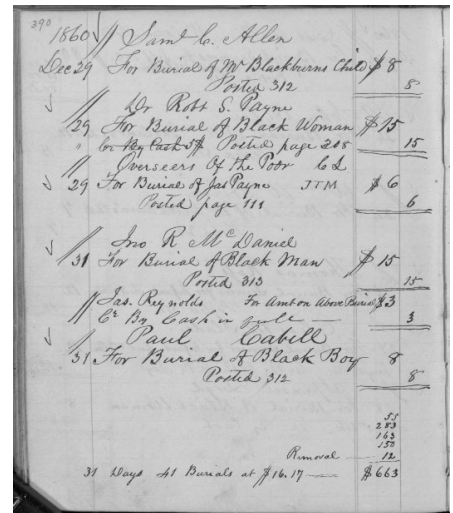 290
1860 // Saml C. Allen
Dec 29 For Burial of Mr Blackburns Child $8
Posted 312 8
// Dr Robt S. Payne
29 For Burial of Black Woman $15
" Cr By Cash 5$ Posted page 208 15
// Overseers Of the Poor C L
29 For Burial of Jas Payne JTM $6
Posted page 111 6
// Jno R McDaniel
31 For Burial of Black Man $15
Posted 313 15
// Jas. Reynolds For Amt on Above Burial $3
Cr By Cash in full — 3
// Paul Cabell
31 For Burial of Black Boy 8
Posted 312 8
55
283
163
150
Removal — 12
31 Days 41 Burials at $16.17 — $663